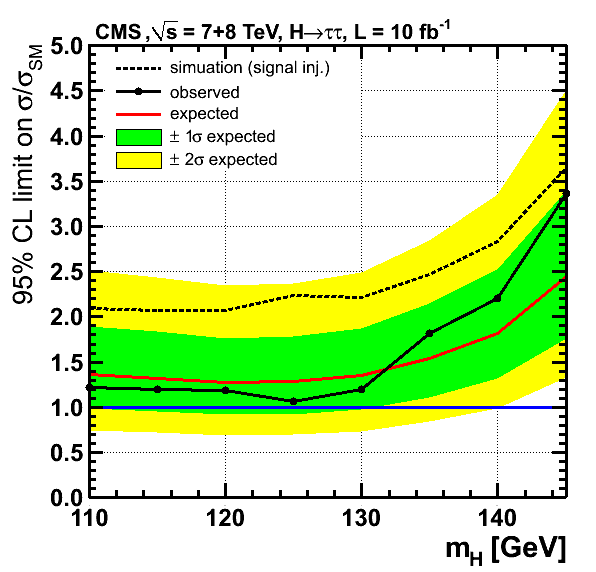 CMS, √s = 7+8 TeV, H→ττ, L = 10 fb⁻¹
95% CL limit on σ/σSM
simuation (signal inj.)
observed
expected
± 1σ expected
± 2σ expected
5.0
4.5
4.0
3.5
3.0
2.5
2.0
1.5
1.0
0.5
0.0
110
120
130
140
mH [GeV]